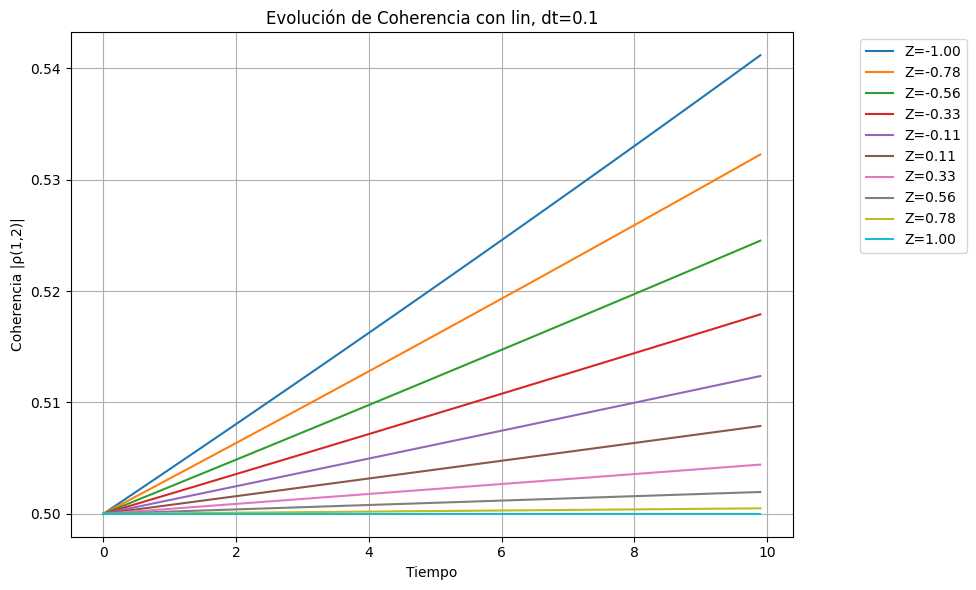 Evolución de Coherencia con lin, dt=0.1
Coherencia |ρ(1,2)|
0.54
0.53
0.52
0.51
0.50
0 2 4 6 8 10
Tiempo
Z=-1.00
Z=-0.78
Z=-0.56
Z=-0.33
Z=-0.11
Z=0.11
Z=0.33
Z=0.56
Z=0.78
Z=1.00